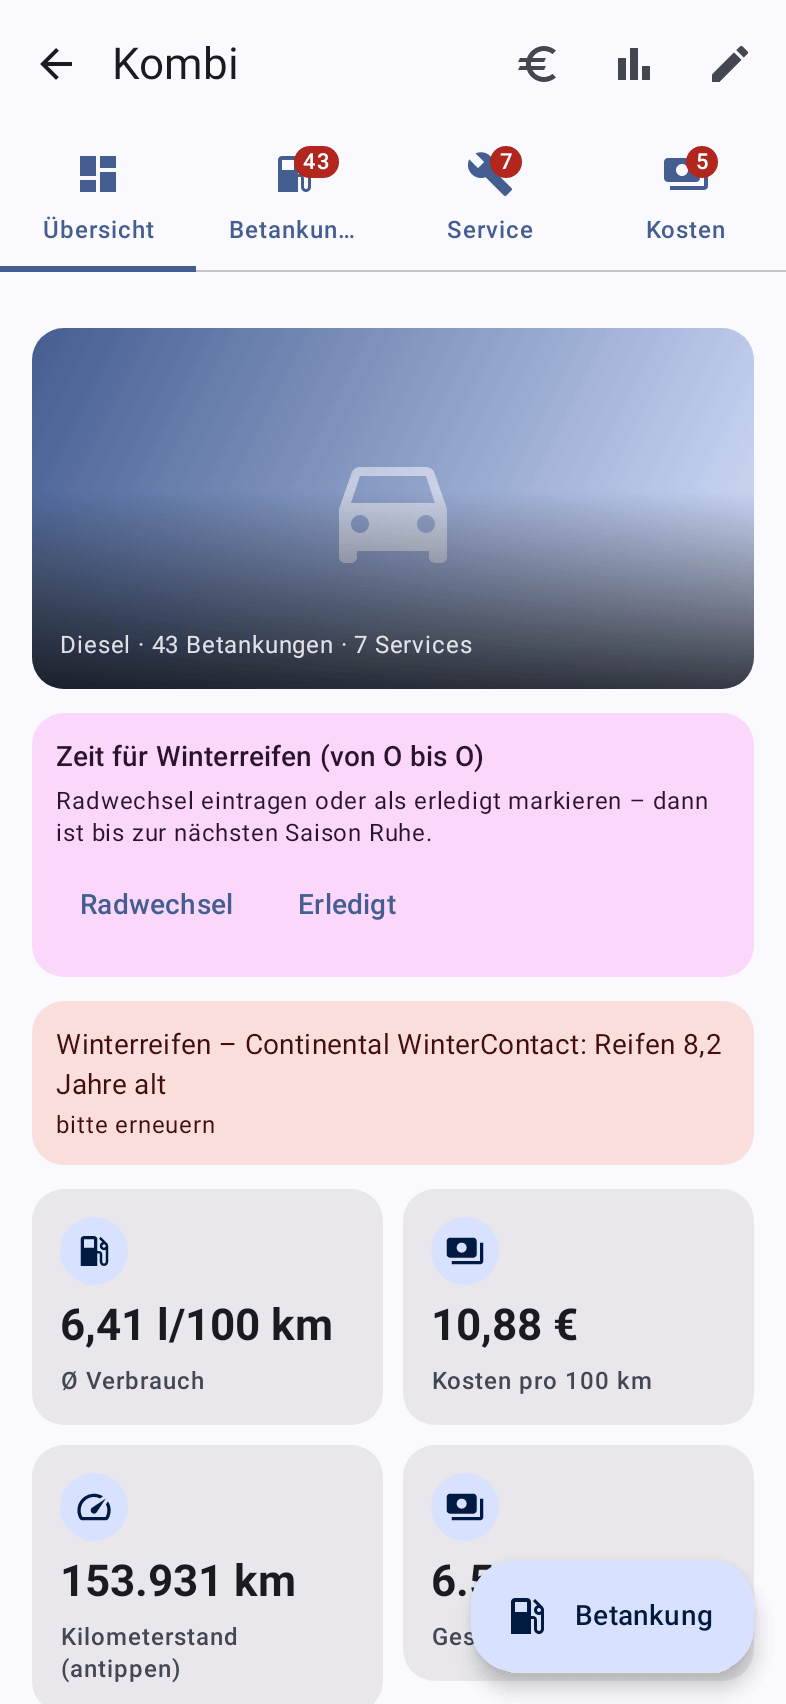 Kombi
43
7
5
Übersicht
Betankun...
Service
Kosten
Diesel · 43 Betankungen · 7 Services
Zeit für Winterreifen (von O bis O)
Radwechsel eintragen oder als erledigt markieren – dann
ist bis zur nächsten Saison Ruhe.
Radwechsel
Erledigt
Winterreifen – Continental WinterContact: Reifen 8,2
Jahre alt
bitte erneuern
6,41 l/100 km
Ø Verbrauch
10,88 €
Kosten pro 100 km
153.931 km
Kilometerstand
(antippen)
Betankung